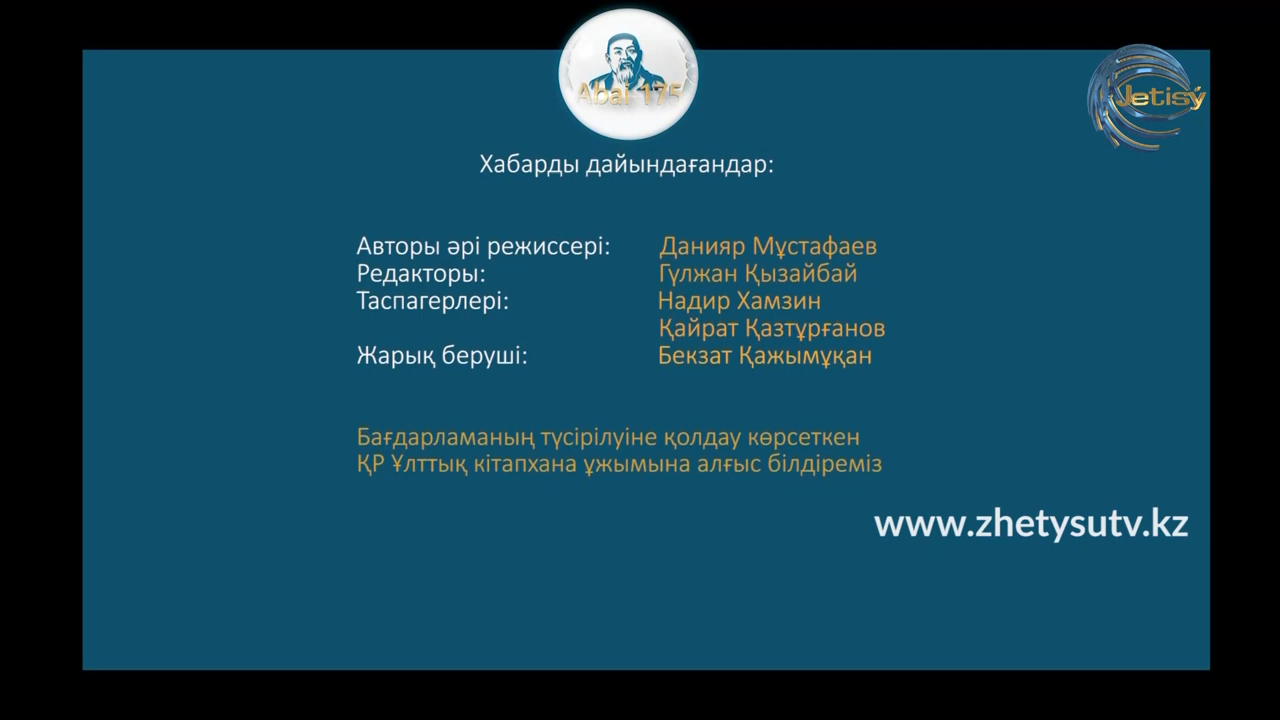 Abai 175
Jetisý
Хабарды дайындағандар:
Авторы әрі режиссері: Данияр Мұстафаев
Редакторы: Гүлжан Қызайбай
Таспагерлері: Надир Хамзин
Қайрат Қазтұрғанов
Жарық беруші: Бекзат Қажымұқан
Бағдарламаның түсірілуіне қолдау көрсеткен
ҚР Ұлттық кітапхана ұжымына алғыс білдіреміз
www.zhetysutv.kz